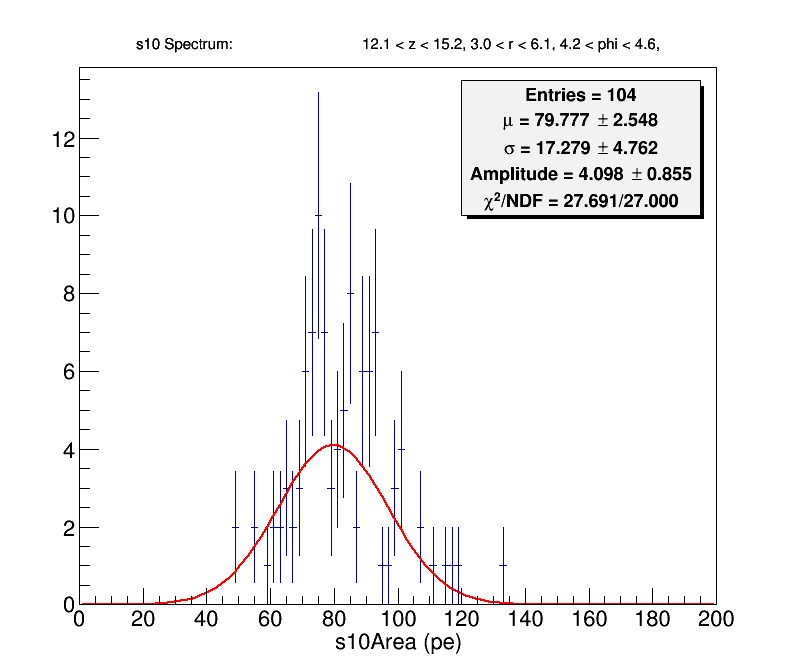 s10 Spectrum: 12.1 < z < 15.2, 3.0 < r < 6.1, 4.2 < phi < 4.6,
Entries = 104
μ = 79.777 ± 2.548
σ = 17.279 ± 4.762
Amplitude = 4.098 ± 0.855
χ²/NDF = 27.691/27.000
12
10
8
6
4
2
0
0 20 40 60 80 100 120 140 160 180 200
s10Area (pe)